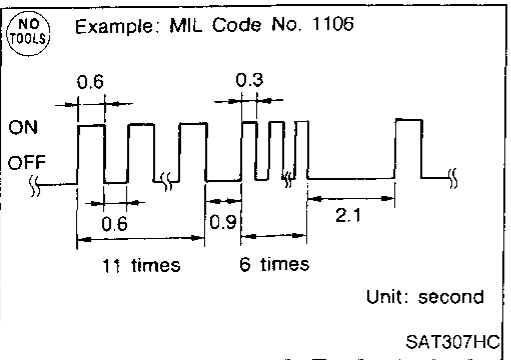 NO TOOLS
Example: MIL Code No. 1106
0.6
0.3
ON
OFF
0.6
0.9
2.1
11 times
6 times
Unit: second
SAT307HC